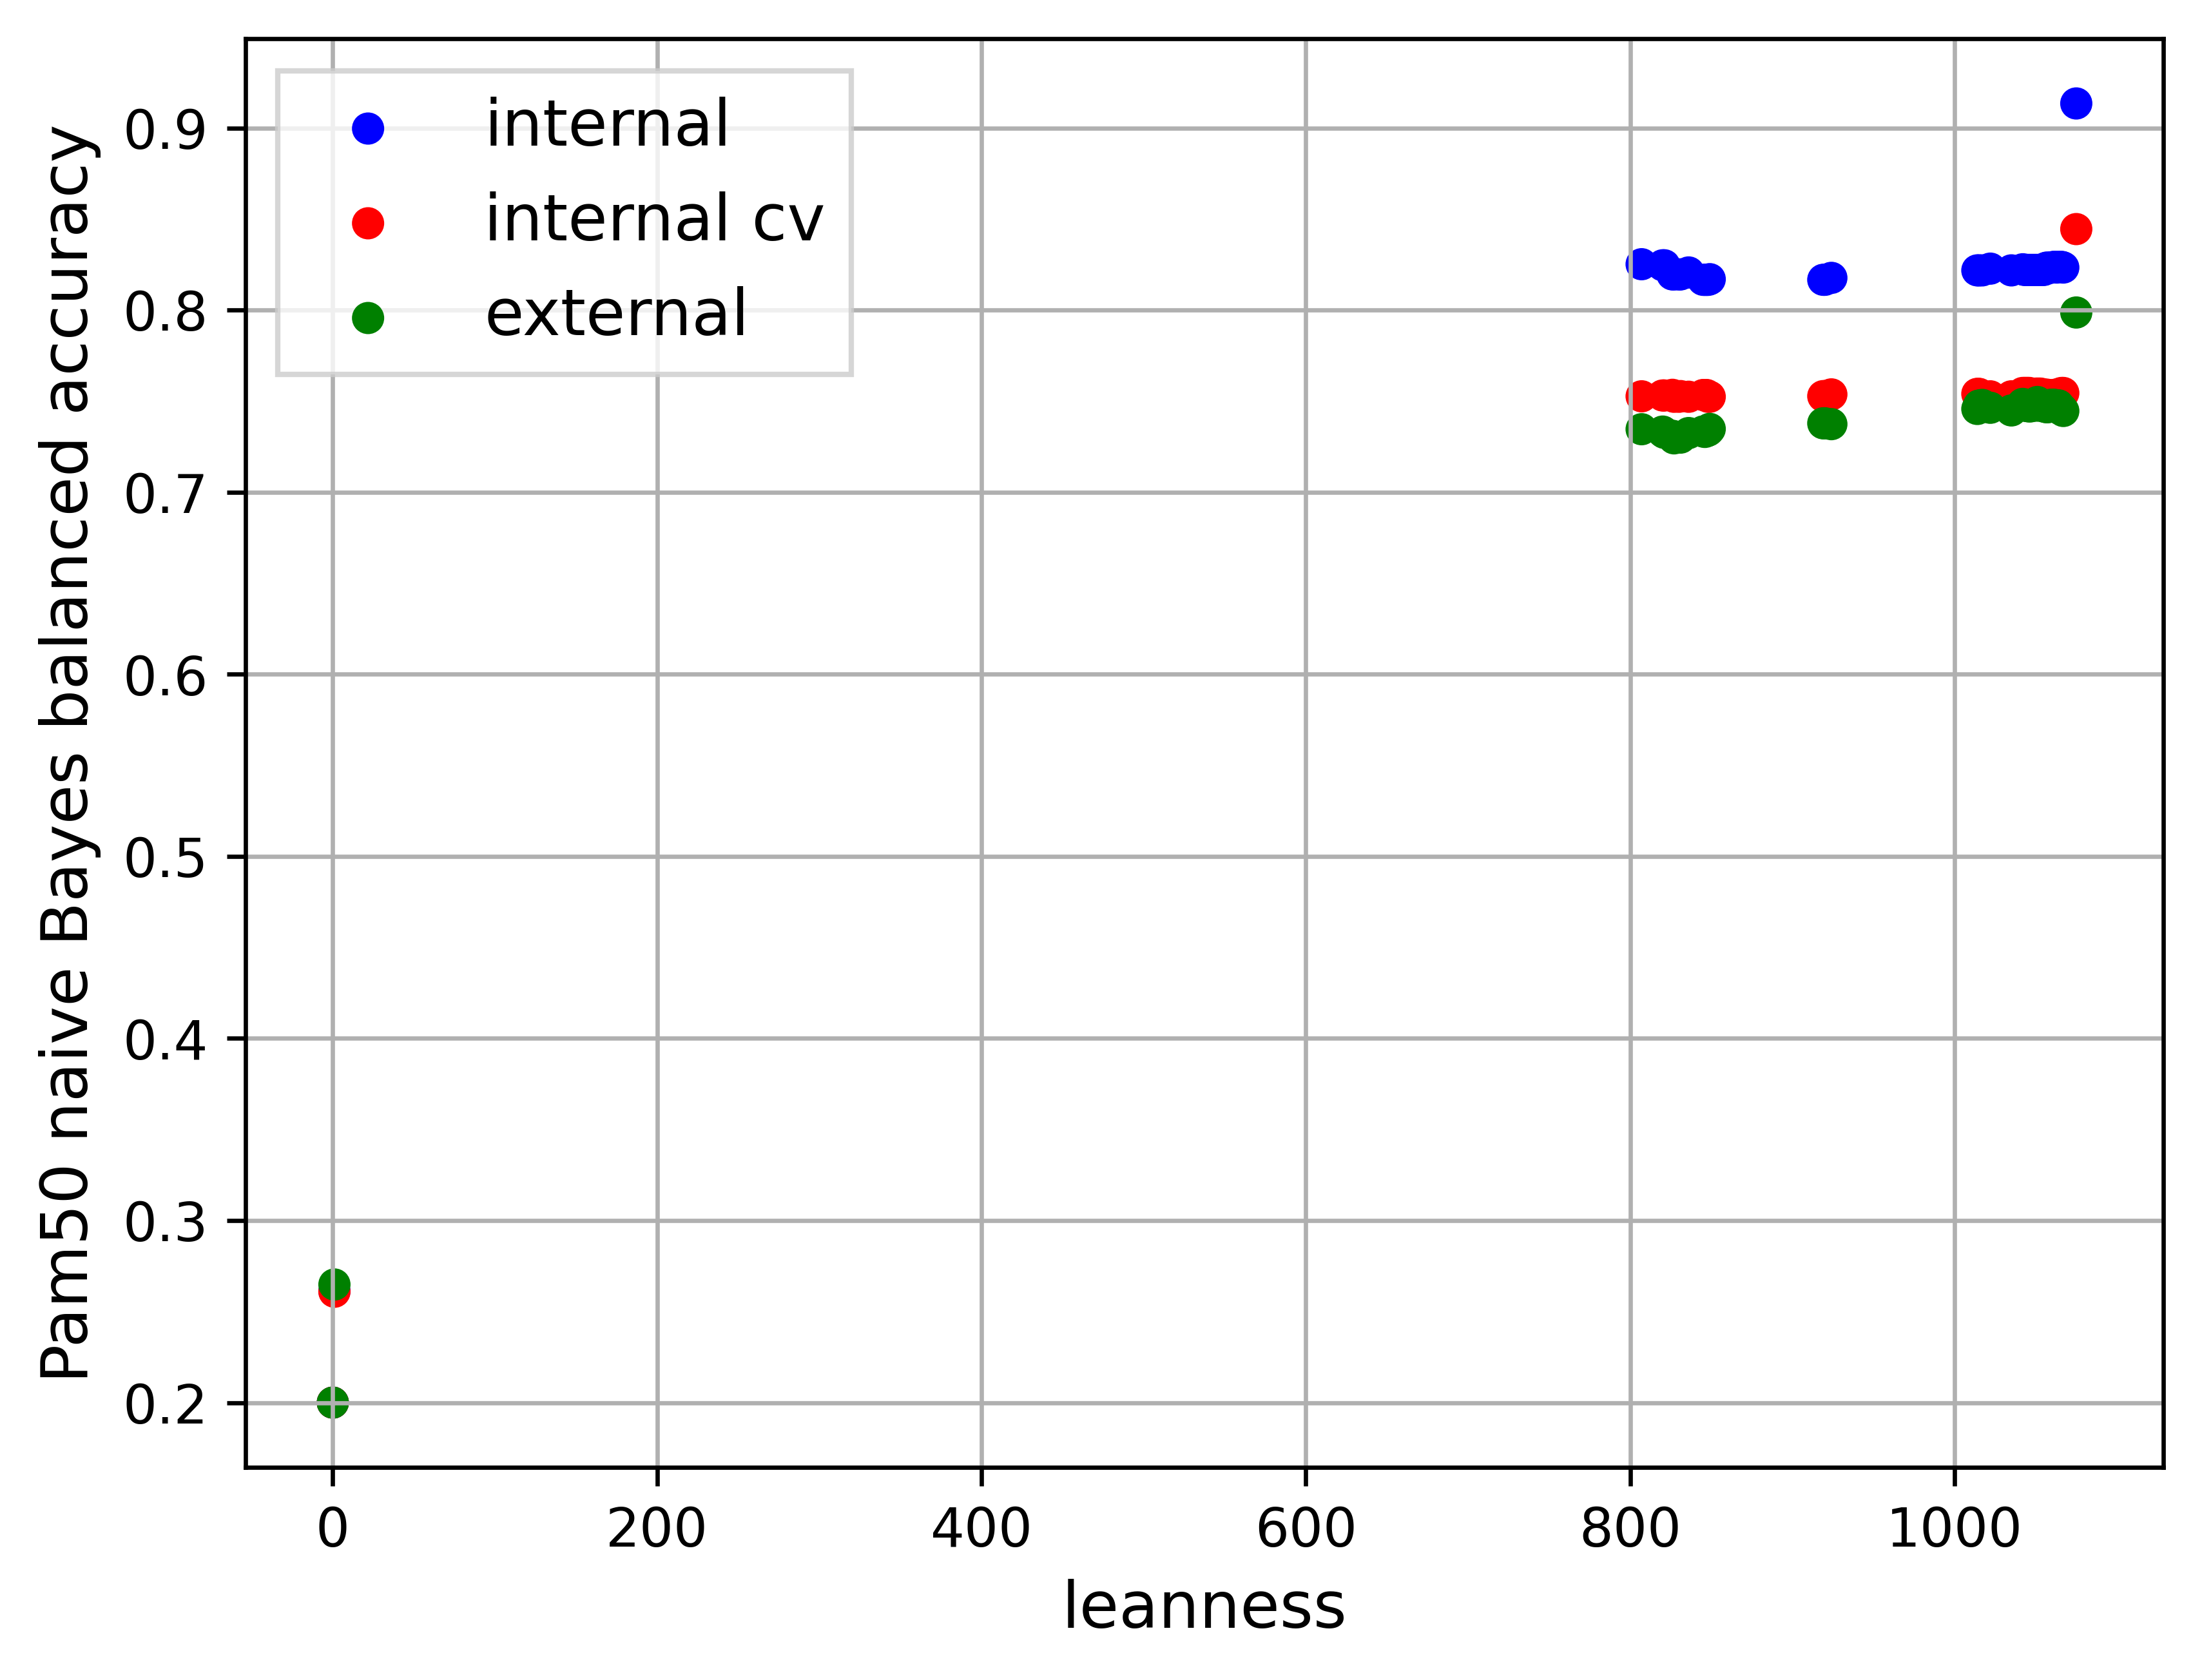 internal
internal cv
external
Pam50 naive Bayes balanced accuracy
0.9
0.8
0.7
0.6
0.5
0.4
0.3
0.2
0 200 400 600 800 1000
leanness